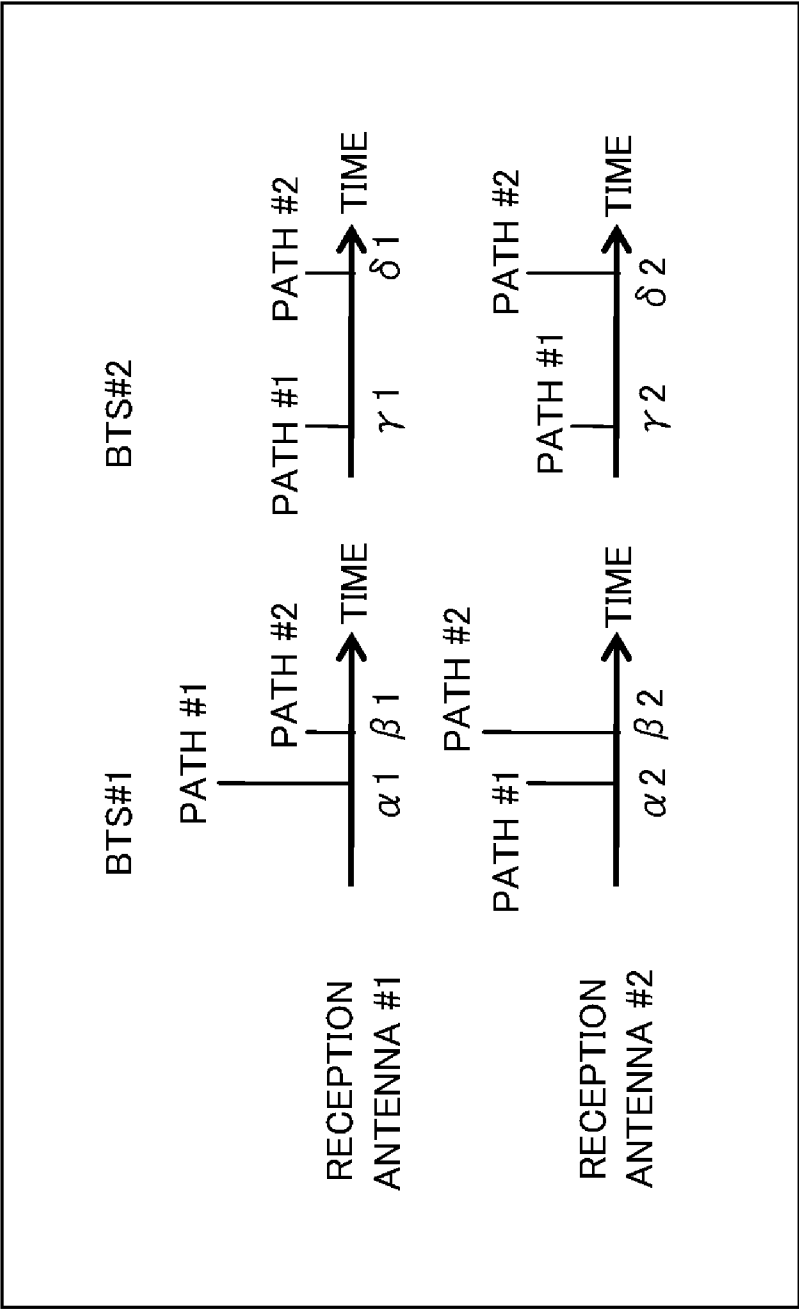 BTS#1
BTS#2
PATH #1
PATH #2
TIME
α1
β1
PATH #1
PATH #2
TIME
γ1
δ1
RECEPTION
ANTENNA #1
PATH #1
PATH #2
TIME
α2
β2
PATH #1
PATH #2
TIME
γ2
δ2
RECEPTION
ANTENNA #2